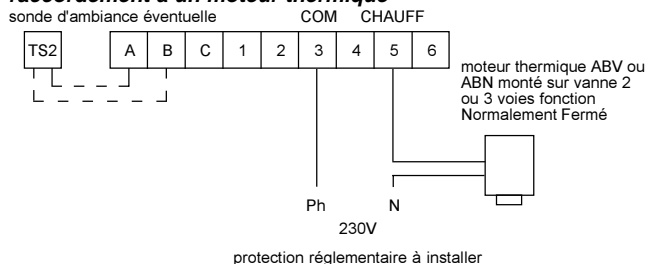 raccordement à un moteur thermique
sonde d'ambiance éventuelle COM CHAUFF
TS2 A B C 1 2 3 4 5 6
moteur thermique ABV ou
ABN monté sur vanne 2
ou 3 voies fonction
Normalement Fermé
Ph N
230V
protection réglementaire à installer